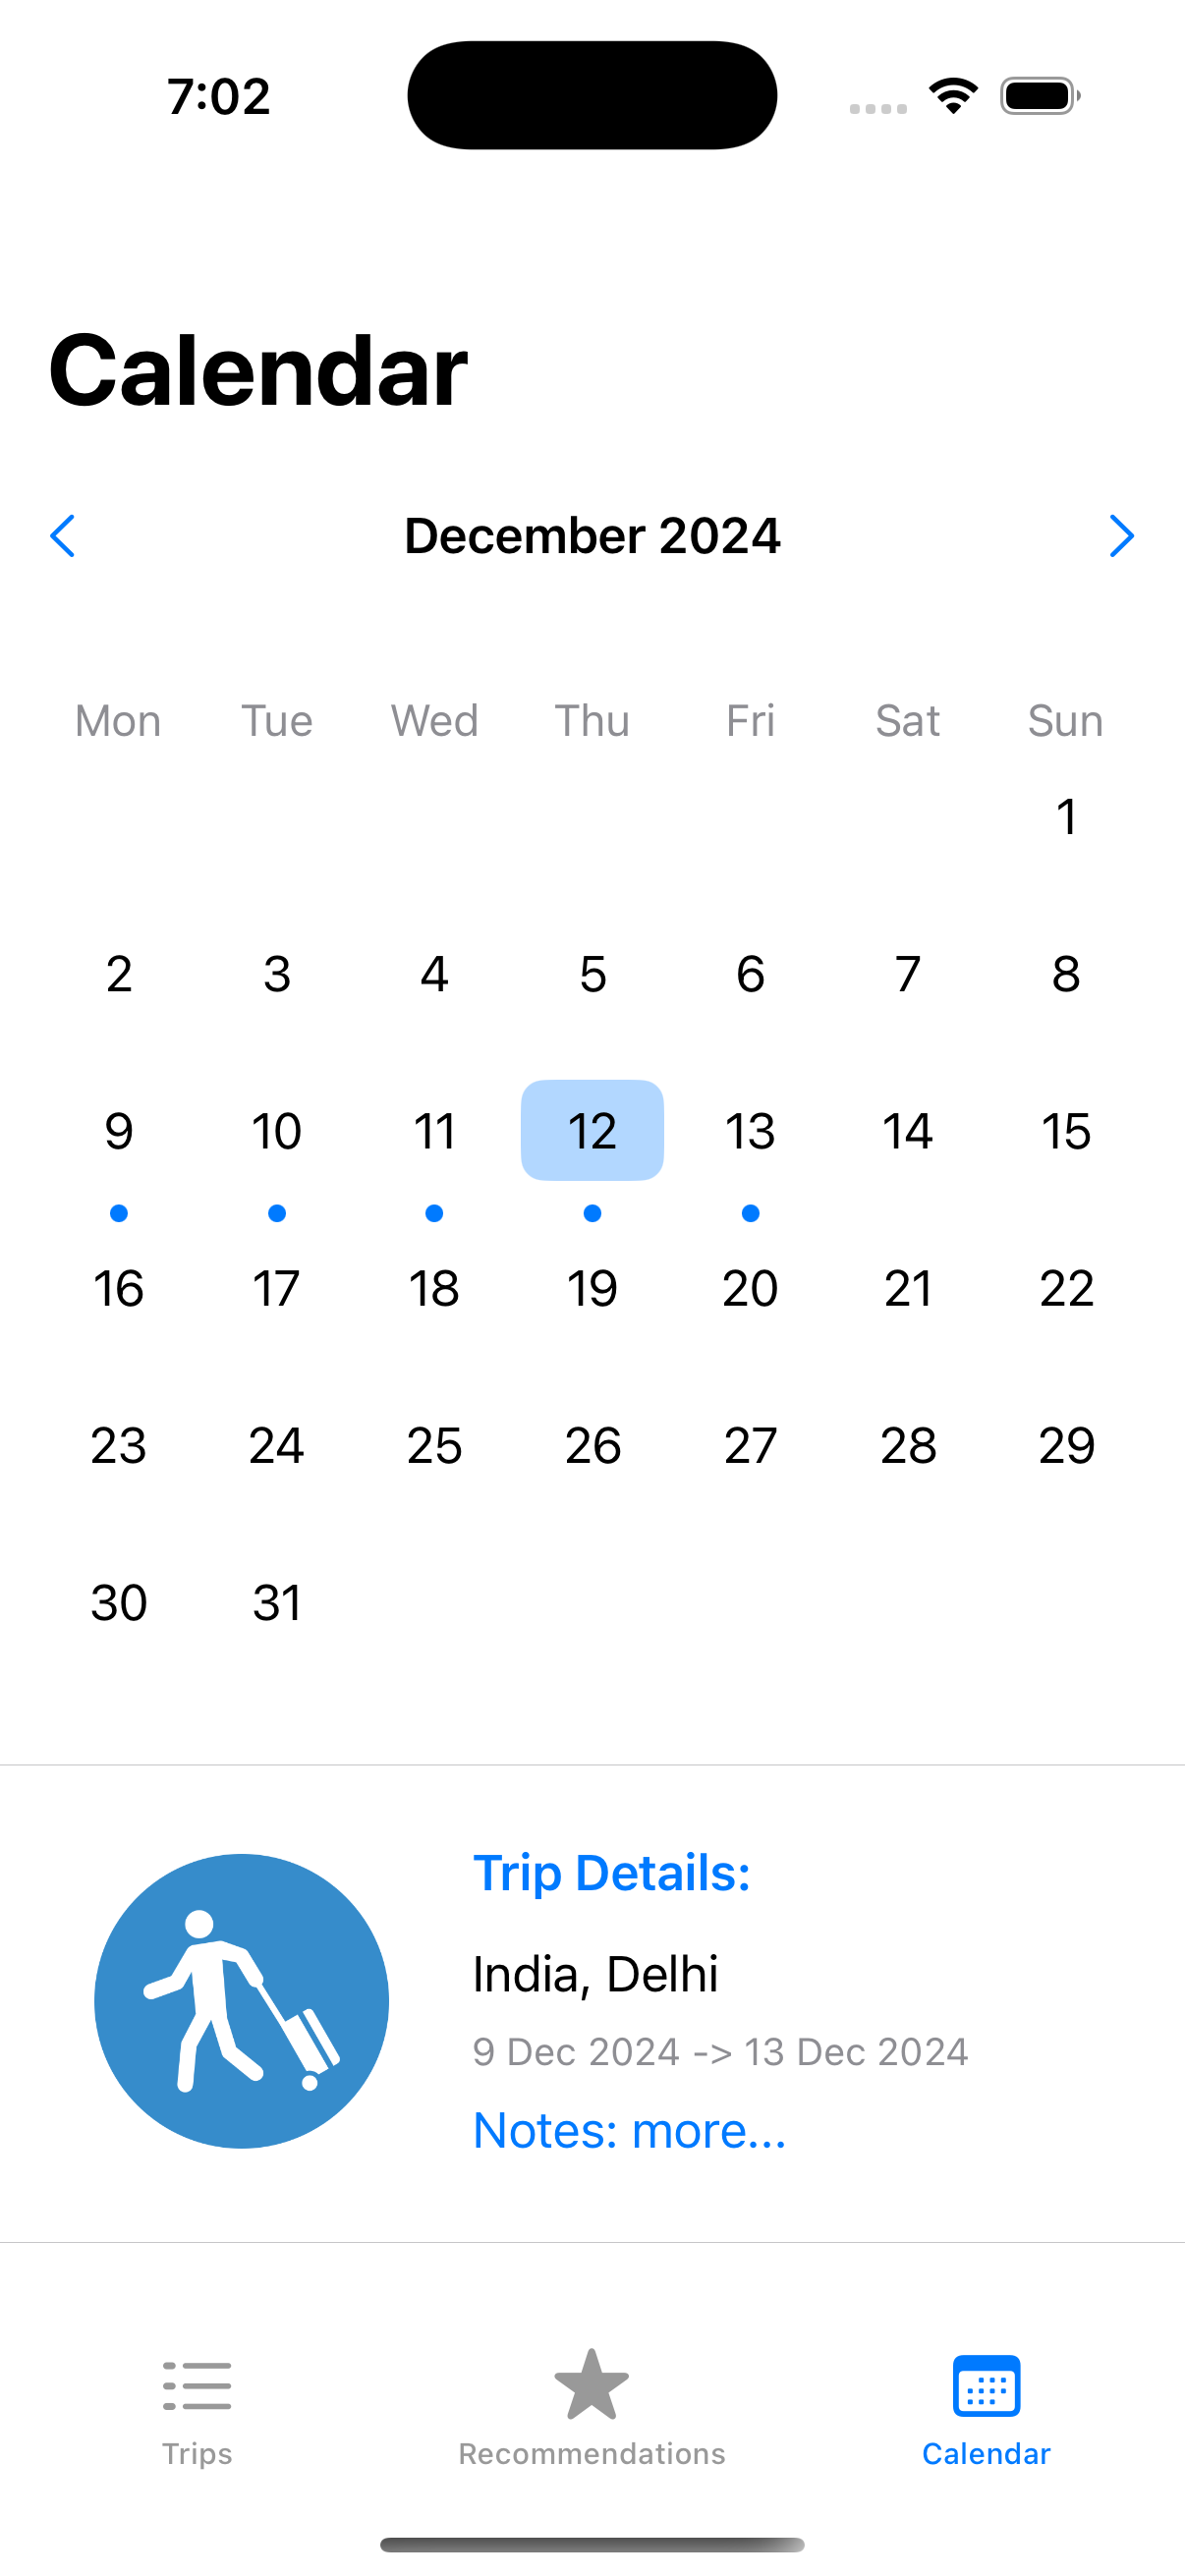 7:02
Calendar
December 2024
Mon Tue Wed Thu Fri Sat Sun
1
2 3 4 5 6 7 8
9 10 11 12 13 14 15
16 17 18 19 20 21 22
23 24 25 26 27 28 29
30 31
Trip Details:
India, Delhi
9 Dec 2024 -> 13 Dec 2024
Notes: more...
Trips Recommendations Calendar